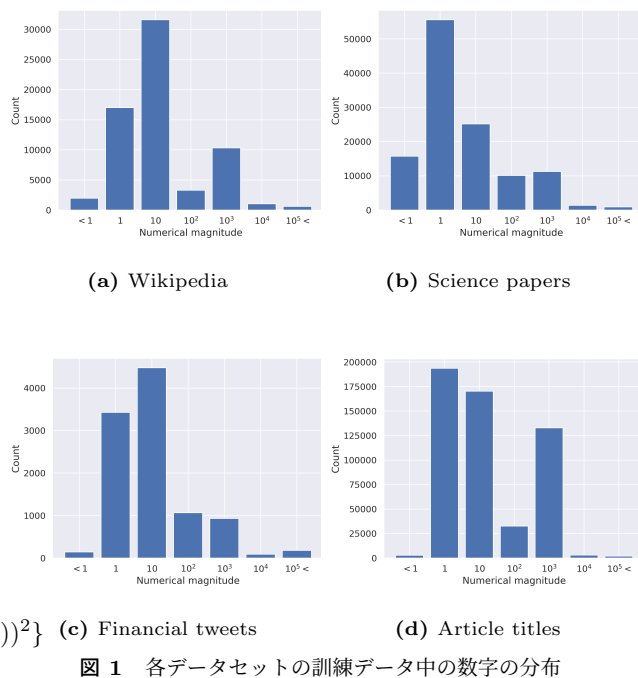 30000
25000
20000
15000
10000
5000
0
Count
< 1 1 10 10² 10³ 10⁴ 10⁵ <
Numerical magnitude
(a) Wikipedia
50000
40000
30000
20000
10000
0
Count
< 1 1 10 10² 10³ 10⁴ 10⁵ <
Numerical magnitude
(b) Science papers
4000
3000
2000
1000
0
Count
< 1 1 10 10² 10³ 10⁴ 10⁵ <
Numerical magnitude
))²} (c) Financial tweets
200000
175000
150000
125000
100000
75000
50000
25000
0
Count
< 1 1 10 10² 10³ 10⁴ 10⁵ <
Numerical magnitude
(d) Article titles
図 1 各データセットの訓練データ中の数字の分布